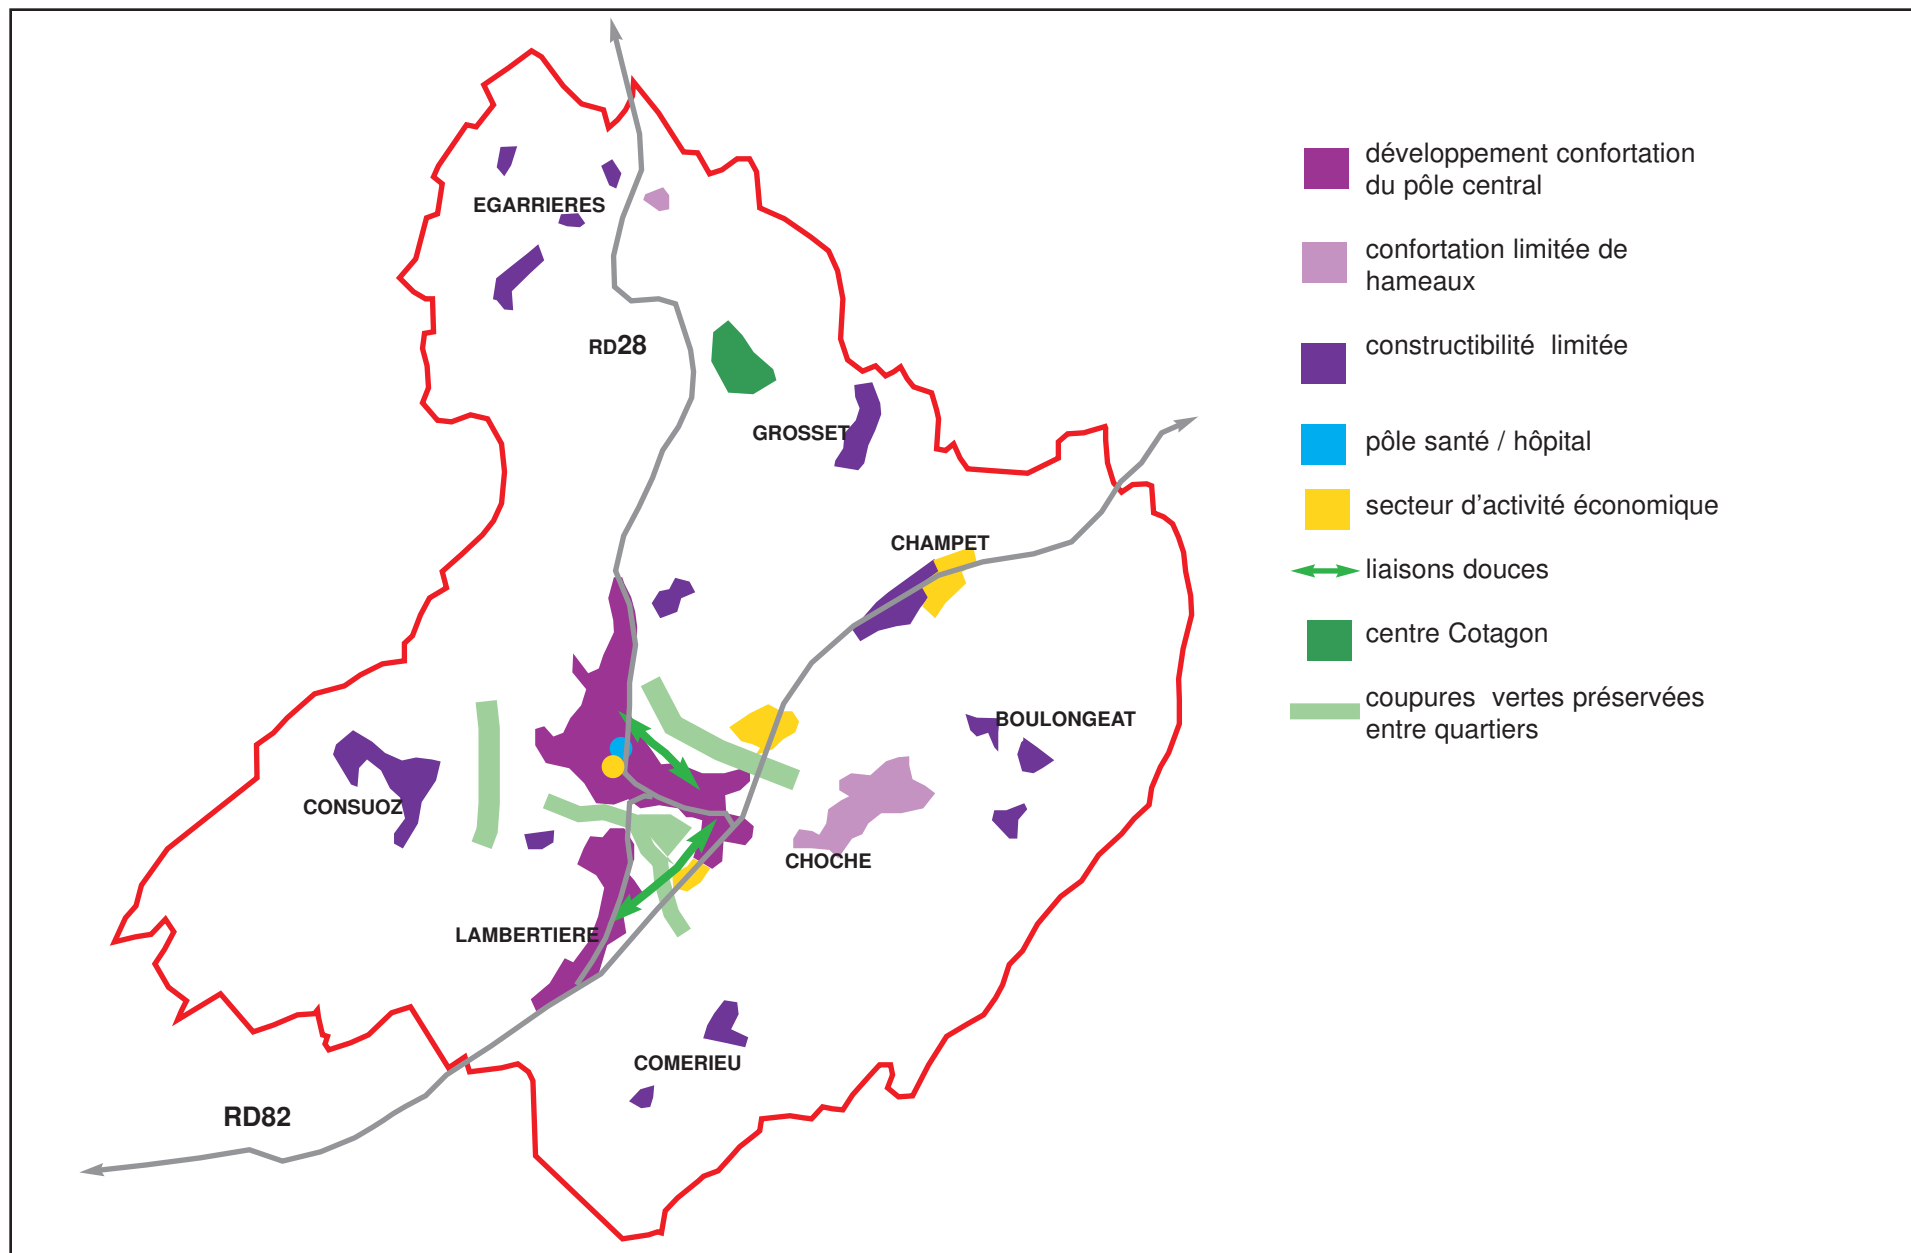 EGARRIERES
RD28
GROSSET
CHAMPET
BOULONGEAT
CONSUOZ
CHOCHE
LAMBERTIERE
COMERIEU
RD82
développement confortation
du pôle central
confortation limitée de
hameaux
constructibilité limitée
pôle santé / hôpital
secteur d'activité économique
liaisons douces
centre Cotagon
coupures vertes préservées
entre quartiers